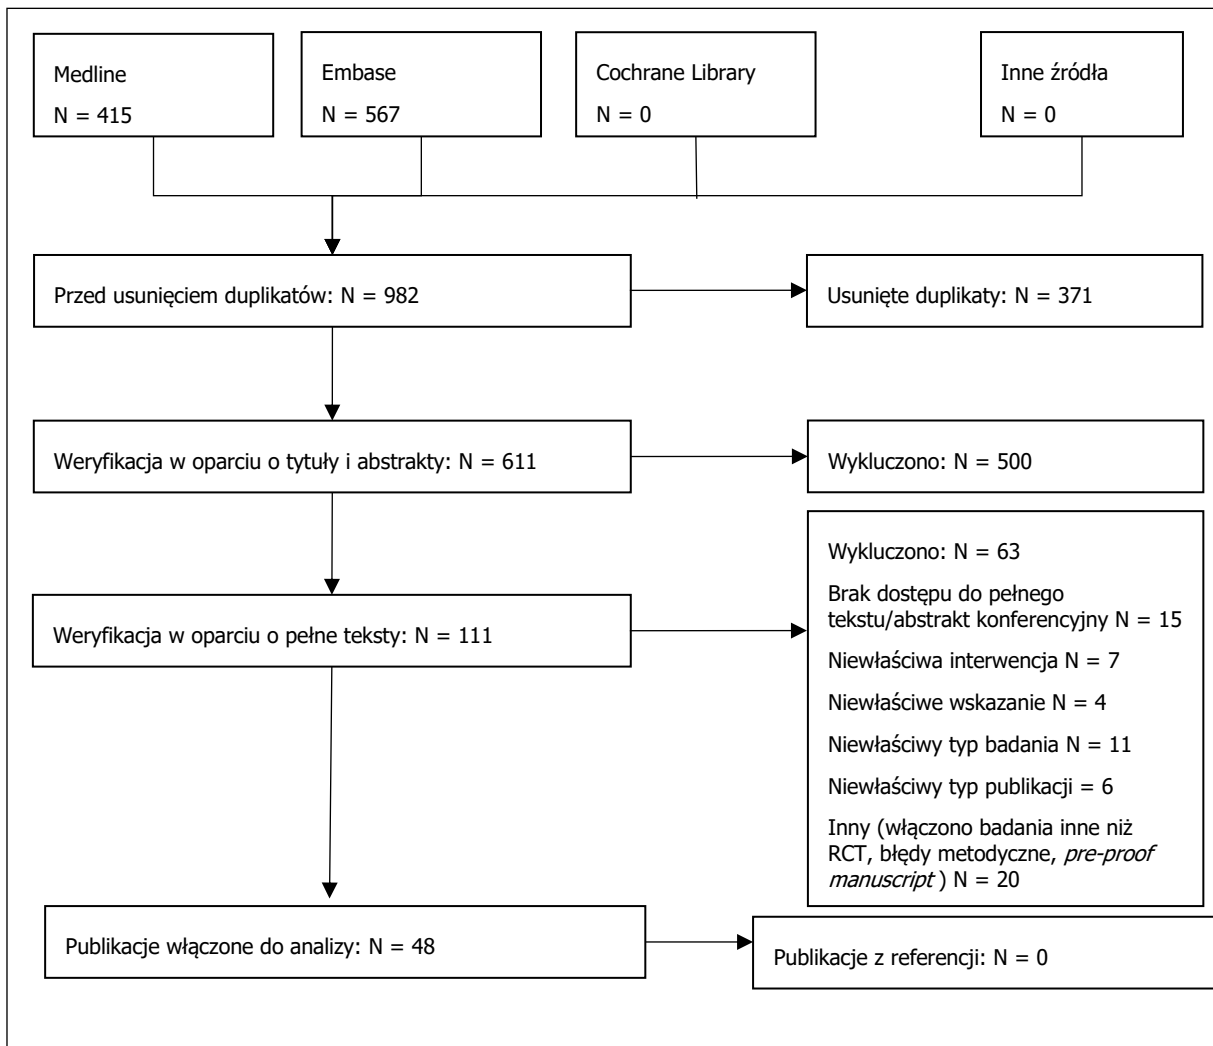 Medline
N = 415
Embase
N = 567
Cochrane Library
N = 0
Inne źródła
N = 0
Przed usunięciem duplikatów: N = 982
Usunięte duplikaty: N = 371
Weryfikacja w oparciu o tytuły i abstrakty: N = 611
Wykluczono: N = 500
Weryfikacja w oparciu o pełne teksty: N = 111
Wykluczono: N = 63
Brak dostępu do pełnego
tekstu/abstrakt konferencyjny N = 15
Niewłaściwa interwencja N = 7
Niewłaściwe wskazanie N = 4
Niewłaściwy typ badania N = 11
Niewłaściwy typ publikacji = 6
Inny (włączono badania inne niż
RCT, błędy metodyczne, pre-proof
manuscript ) N = 20
Publikacje włączone do analizy: N = 48
Publikacje z referencji: N = 0